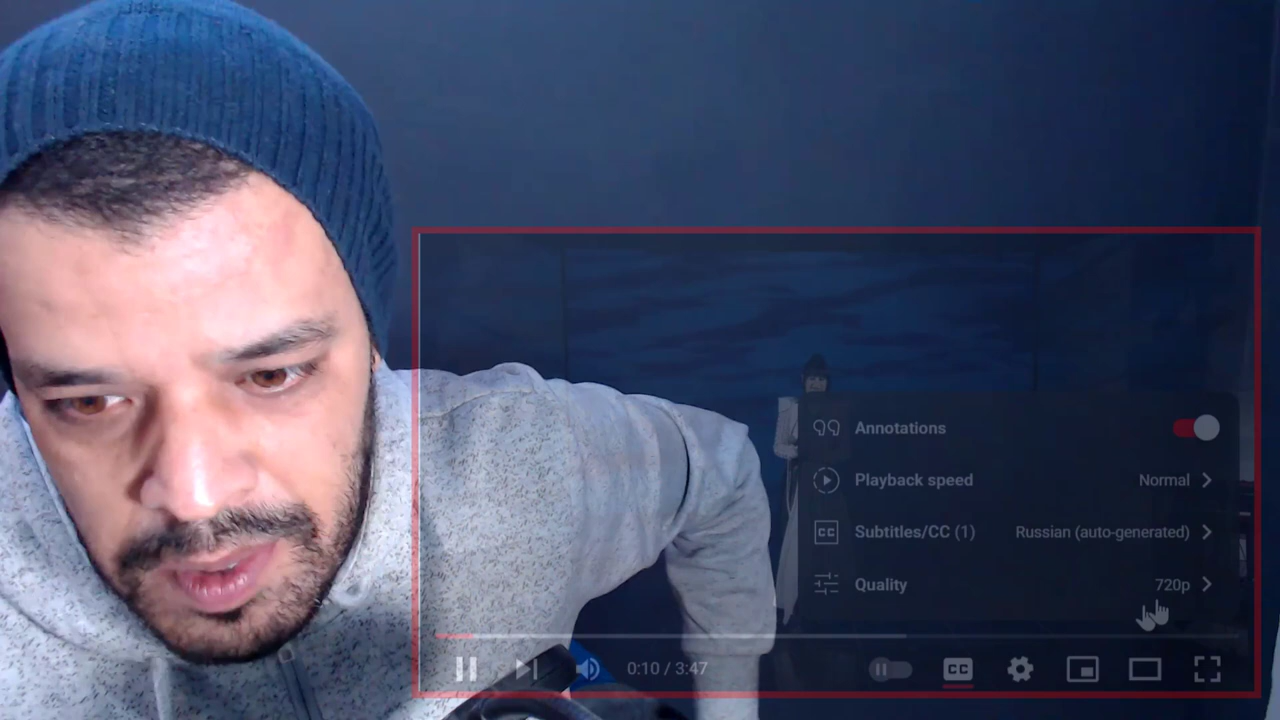 Annotations
Playback speed Normal
Subtitles/CC (1) Russian (auto-generated)
Quality 720p
0:10 / 3:47 CC